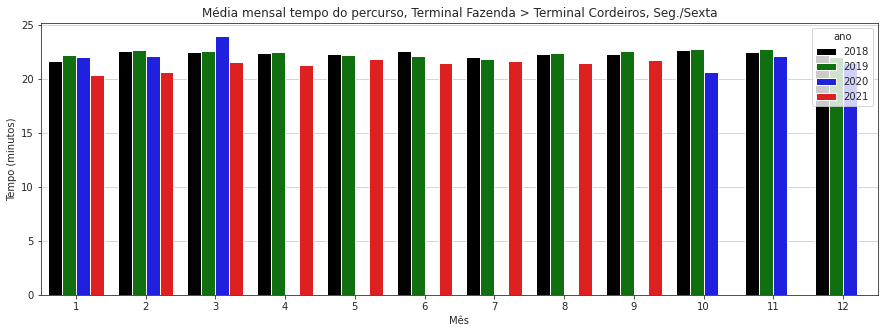 Média mensal tempo do percurso, Terminal Fazenda > Terminal Cordeiros, Seg./Sexta
Tempo (minutos)
25
20
15
10
5
0
ano
2018
2019
2020
2021
1 2 3 4 5 6 7 8 9 10 11 12
Mês